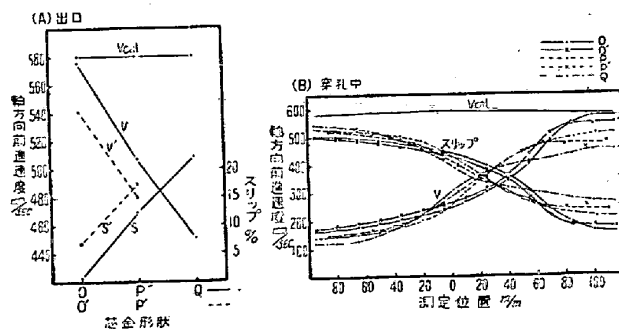 (A) 出口
Vcal
580
560
540
520
500
480
460
440
V
V'
S'
S
20
15
10
5
軸方向前進速度 mm/SEC
スリップ %
O
O'
P
P'
Q
芯金形状
O
O'
P
P'
Q
(B) 穿孔中
Vcal
スリップ
V
600
500
400
300
200
100
軸方向前進速度 mm/SEC
80 60 40 20 0 20 40 60 80 100
測定位置 m/m